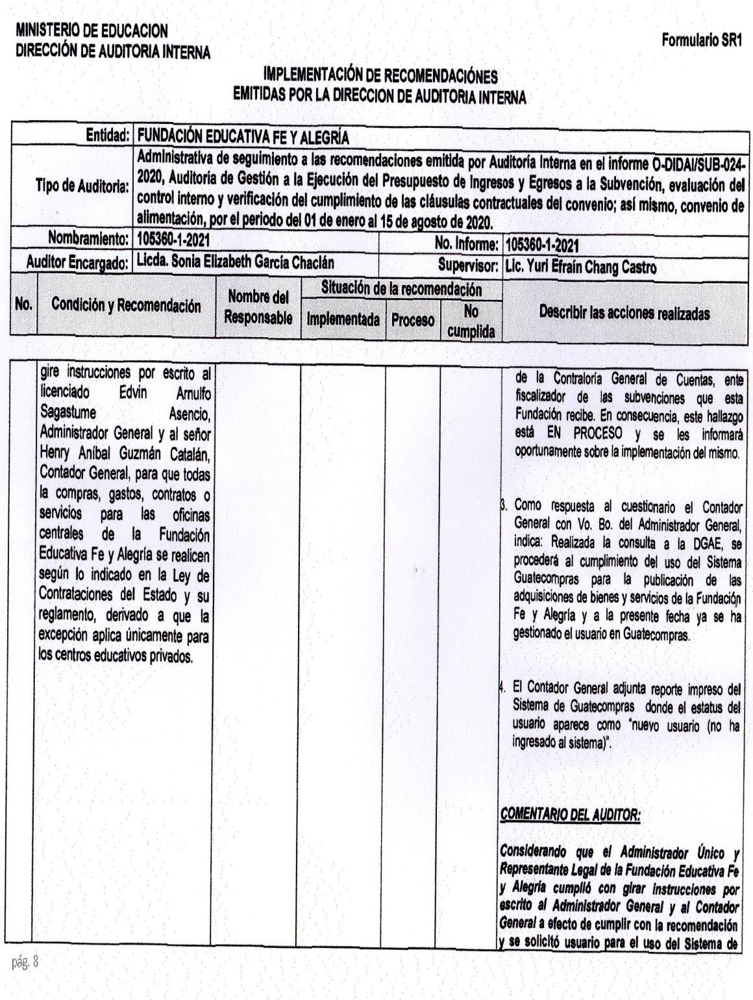 MINISTERIO DE EDUCACION
DIRECCIÓN DE AUDITORIA INTERNA
Formulario SR1
IMPLEMENTACIÓN DE RECOMENDACIÓNES
EMITIDAS POR LA DIRECCION DE AUDITORIA INTERNA
Entidad: FUNDACIÓN EDUCATIVA FE Y ALEGRÍA
Tipo de Auditoria:
Administrativa de seguimiento a las recomendaciones emitida por Auditoría Interna en el informe O-DIDAI/SUB-024-
2020, Auditoría de Gestión a la Ejecución del Presupuesto de Ingresos y Egresos a la Subvención, evaluación del
control interno y verificación del cumplimiento de las cláusulas contractuales del convenio; así mismo, convenio de
alimentación, por el periodo del 01 de enero al 15 de agosto de 2020.
Nombramiento: 105360-1-2021 No. Informe: 105360-1-2021
Auditor Encargado: Licda. Sonia Elizabeth García Chaclán Supervisor: Lic. Yuri Efraín Chang Castro
No.
Condición y Recomendación
Nombre del
Responsable
Situación de la recomendación
Implementada
Proceso
No
cumplida
Describir las acciones realizadas
gire instrucciones por escrito al
licenciado Edvin Arnulfo
Sagastume Asencio,
Administrador General y al señor
Henry Aníbal Guzmán Catalán,
Contador General, para que todas
la compras, gastos, contratos o
servicios para las oficinas
centrales de la Fundación
Educativa Fe y Alegría se realicen
según lo indicado en la Ley de
Contrataciones del Estado y su
reglamento, derivado a que la
excepción aplica únicamente para
los centros educativos privados.
de la Contraloría General de Cuentas, ente
fiscalizador de las subvenciones que esta
Fundación recibe. En consecuencia, este hallazgo
está EN PROCESO y se les informará
oportunamente sobre la implementación del mismo.
3. Como respuesta al cuestionario el Contador
General con Vo. Bo. del Administrador General,
indica: Realizada la consulta a la DGAE, se
procederá al cumplimiento del uso del Sistema
Guatecompras para la publicación de las
adquisiciones de bienes y servicios de la Fundación
Fe y Alegría y a la presente fecha ya se ha
gestionado el usuario en Guatecompras.
4. El Contador General adjunta reporte impreso del
Sistema de Guatecompras donde el estatus del
usuario aparece como "nuevo usuario (no ha
ingresado al sistema)".
COMENTARIO DEL AUDITOR:
Considerando que el Administrador Único y
Representante Legal de la Fundación Educativa Fe
y Alegría cumplió con girar instrucciones por
escrito al Administrador General y al Contador
General a efecto de cumplir con la recomendación
y se solicitó usuario para el uso del Sistema de
pág. 8